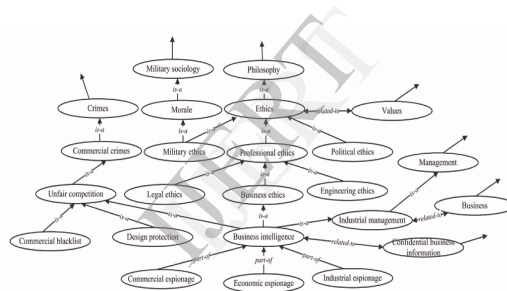 Military sociology
Philosophy
is-a
is-a
Crimes
Morale
Ethics
related-to
Values
is-a
is-a
is-a
is-a
Commercial crimes
Military ethics
Professional ethics
Political ethics
Management
is-a
is-a
is-a
Unfair competition
Legal ethics
Business ethics
Engineering ethics
Business
is-a
is-a
is-a
is-a
is-a
Industrial management
related-to
Commercial blacklist
Design protection
Business intelligence
related-to
Confidential business
information
part-of
part-of
part-of
Commercial espionage
Economic espionage
Industrial espionage
IJERT